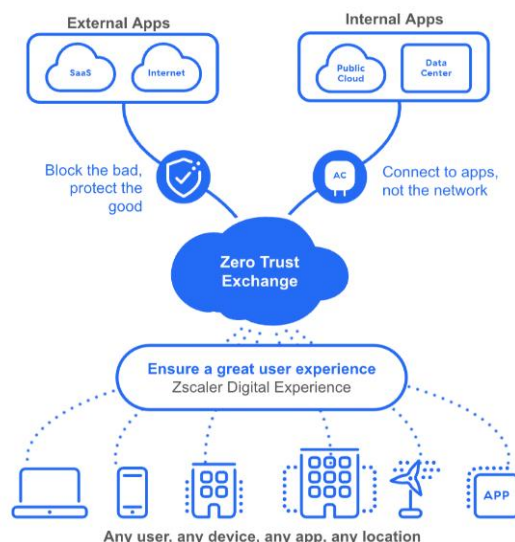 External Apps
Internal Apps
SaaS
Internet
Public
Cloud
Data
Center
Block the bad,
protect the
good
AC
Connect to apps,
not the network
Zero Trust
Exchange
Ensure a great user experience
Zscaler Digital Experience
APP
Any user, any device, any app, any location